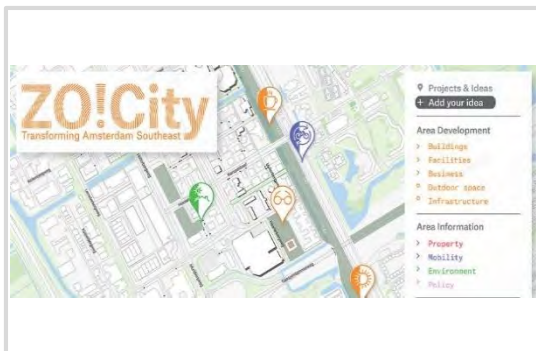 ZO!City
Transforming Amsterdam Southeast
Projects & Ideas
+ Add your idea
Area Development
> Buildings
> Facilities
> Business
Outdoor space
Infrastructure
Area Information
> Property
> Mobility
> Environment
> Policy